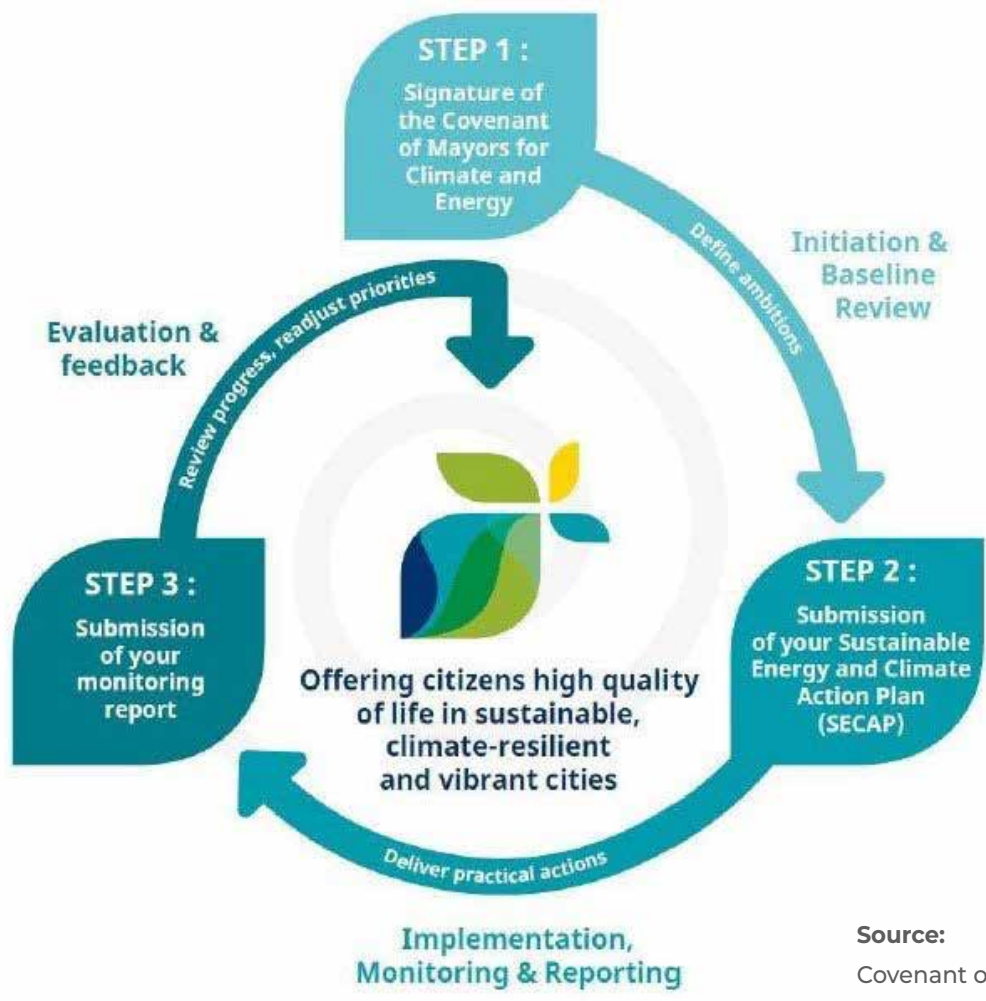 STEP 1 :
Signature of
the Covenant
of Mayors for
Climate and
Energy
Define ambitions
Initiation &
Baseline
Review
STEP 2 :
Submission
of your Sustainable
Energy and Climate
Action Plan
(SECAP)
Deliver practical actions
Implementation,
Monitoring & Reporting
STEP 3 :
Submission
of your
monitoring
report
Review progress, readjust priorities
Evaluation &
feedback
Offering citizens high quality
of life in sustainable,
climate-resilient
and vibrant cities
Source:
Covenant o